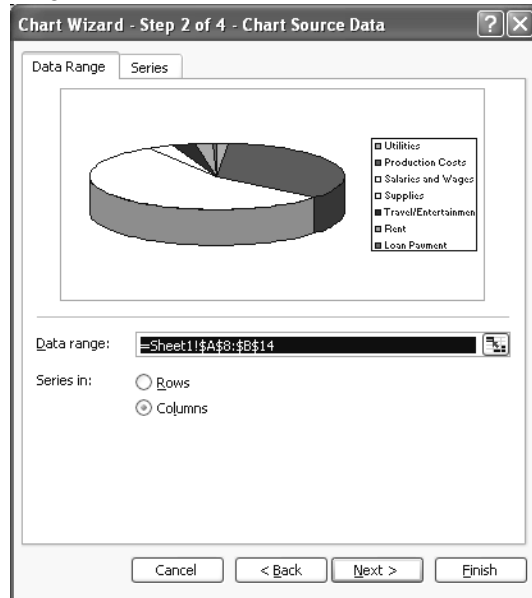 Chart Wizard - Step 2 of 4 - Chart Source Data
Data Range Series
Utilities
Production Costs
Salaries and Wages
Supplies
Travel/Entertainmen
Rent
Loan Payment
Data range: =Sheet1!$A$8:$B$14
Series in: Rows
Columns
Cancel < Back Next > Finish